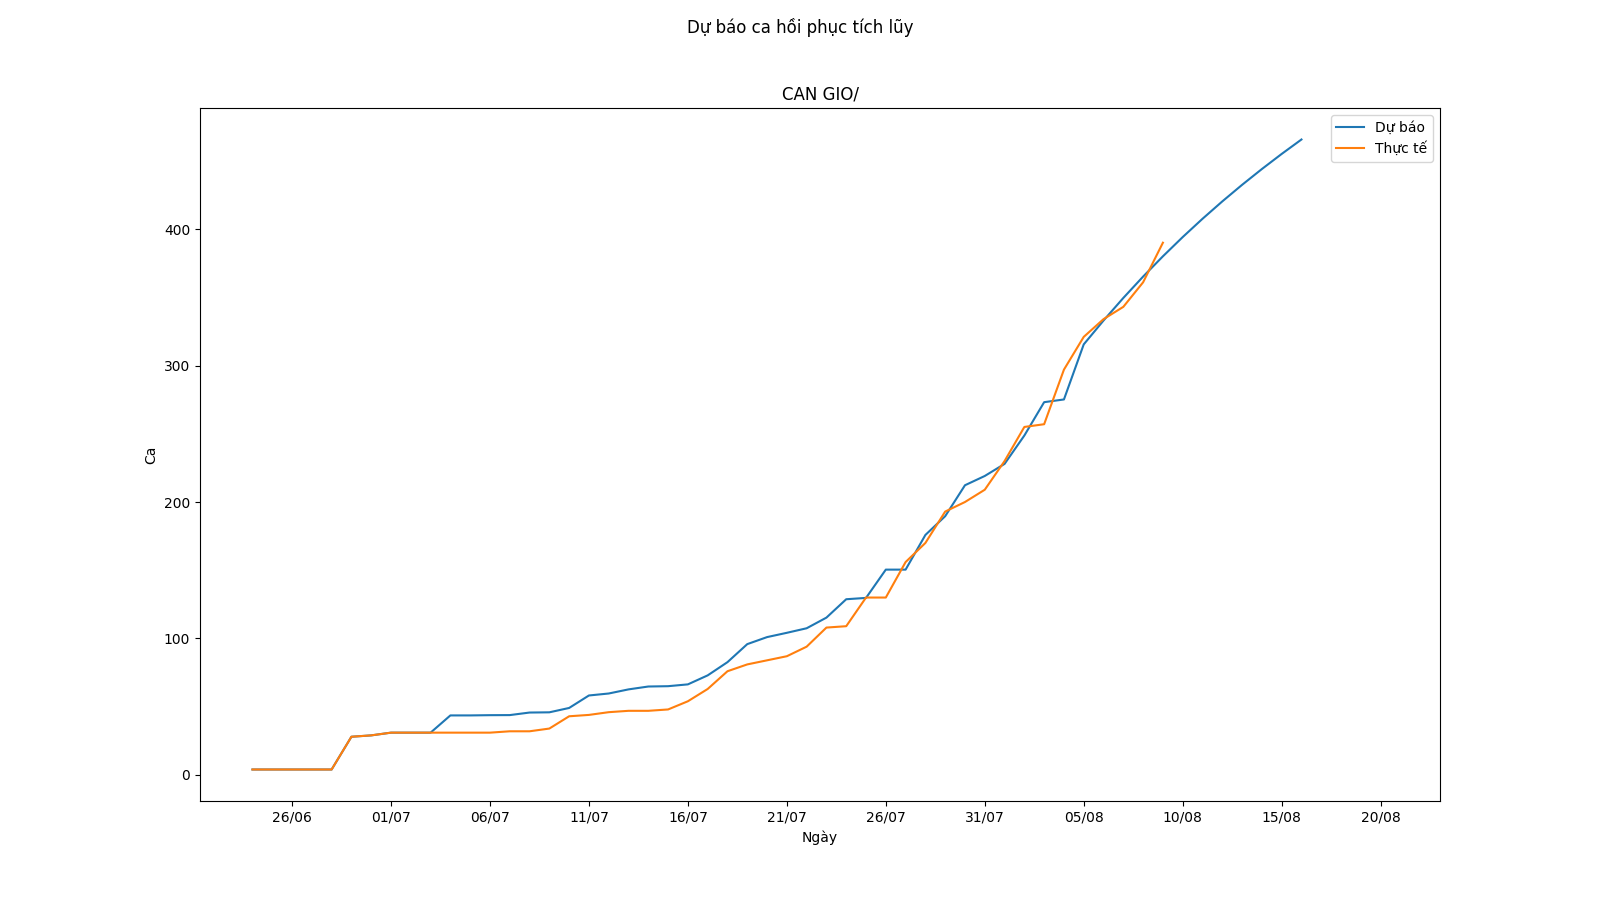 Dự báo ca hồi phục tích lũy
CAN GIO/
Dự báo
Thực tế
400
300
200
100
0
Ca
26/06 01/07 06/07 11/07 16/07 21/07 26/07 31/07 05/08 10/08 15/08 20/08
Ngày